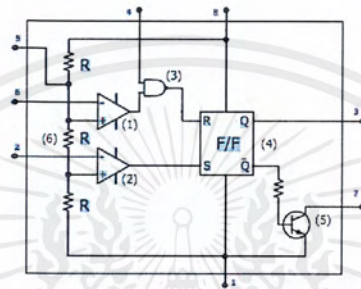 4 8
5
R
(3)
6
- +
(1)
R Q
3
(6) R
F/F
(4)
2
- +
(2)
S Q̄
R
7
(5)
1